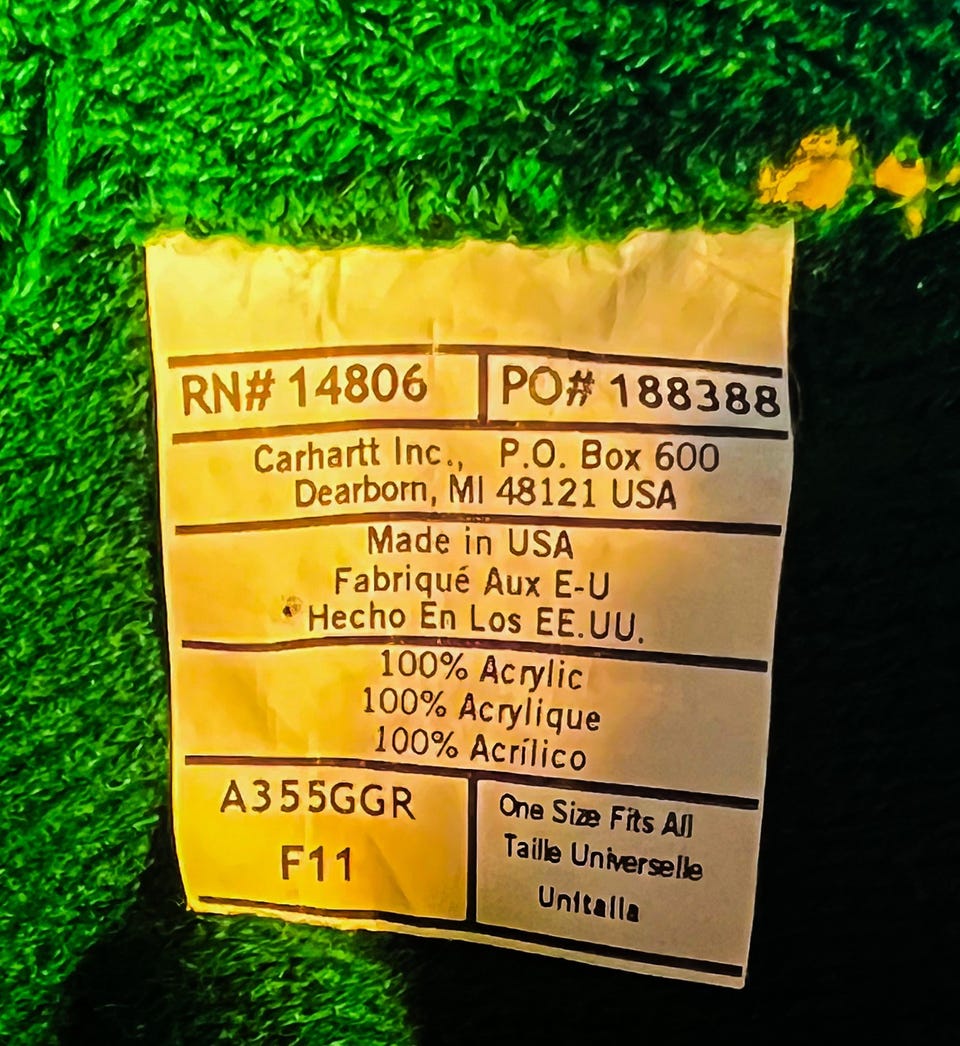 RN# 14806 PO# 188388
Carhartt Inc., P.O. Box 600
Dearborn, MI 48121 USA
Made in USA
Fabriqué Aux E-U
Hecho En Los EE.UU.
100% Acrylic
100% Acrylique
100% Acrílico
A355GGR
F11
One Size Fits All
Taille Universelle
Unitalla